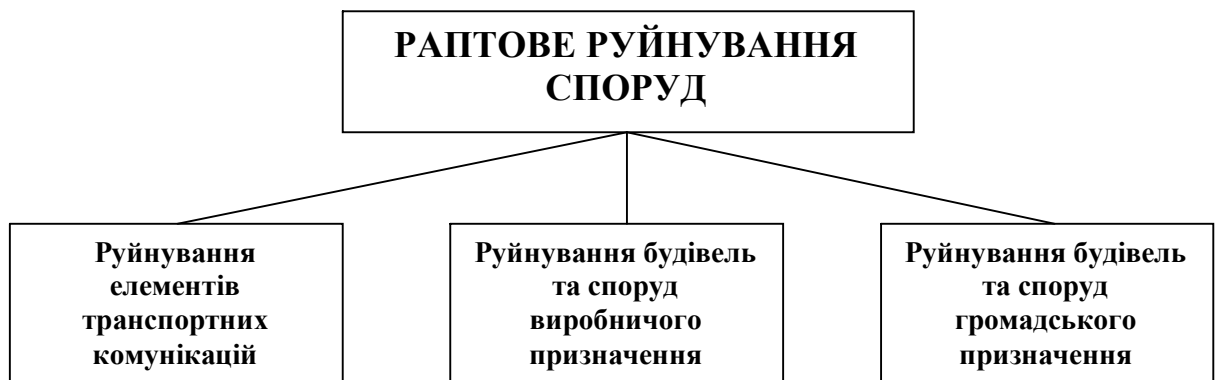 РАПТОВЕ РУЙНУВАННЯ
СПОРУД
Руйнування
елементів
транспортних
комунікацій
Руйнування будівель
та споруд
виробничого
призначення
Руйнування будівель
та споруд
громадського
призначення